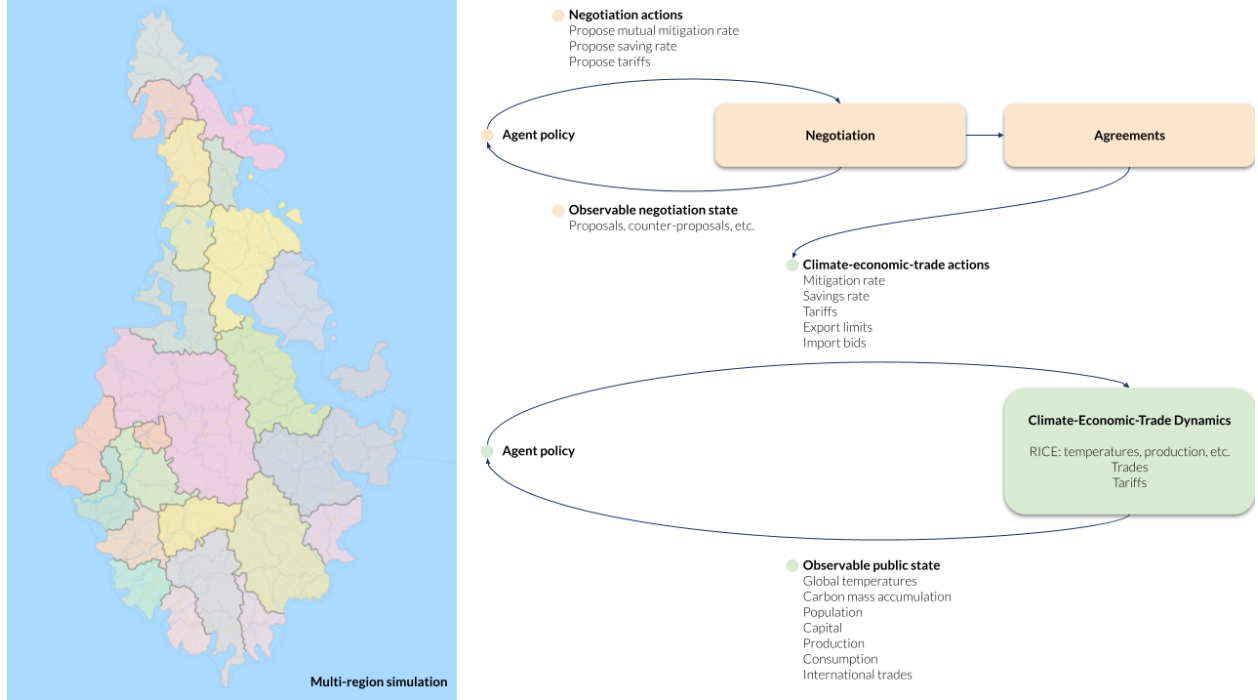 Negotiation actions
Propose mutual mitigation rate
Propose saving rate
Propose tariffs
Agent policy
Negotiation
Agreements
Observable negotiation state
Proposals, counter-proposals, etc.
Climate-economic-trade actions
Mitigation rate
Savings rate
Tariffs
Export limits
Import bids
Climate-Economic-Trade Dynamics
Agent policy
RICE: temperatures, production, etc.
Trades
Tariffs
Observable public state
Global temperatures
Carbon mass accumulation
Population
Capital
Production
Consumption
International trades
Multi-region simulation